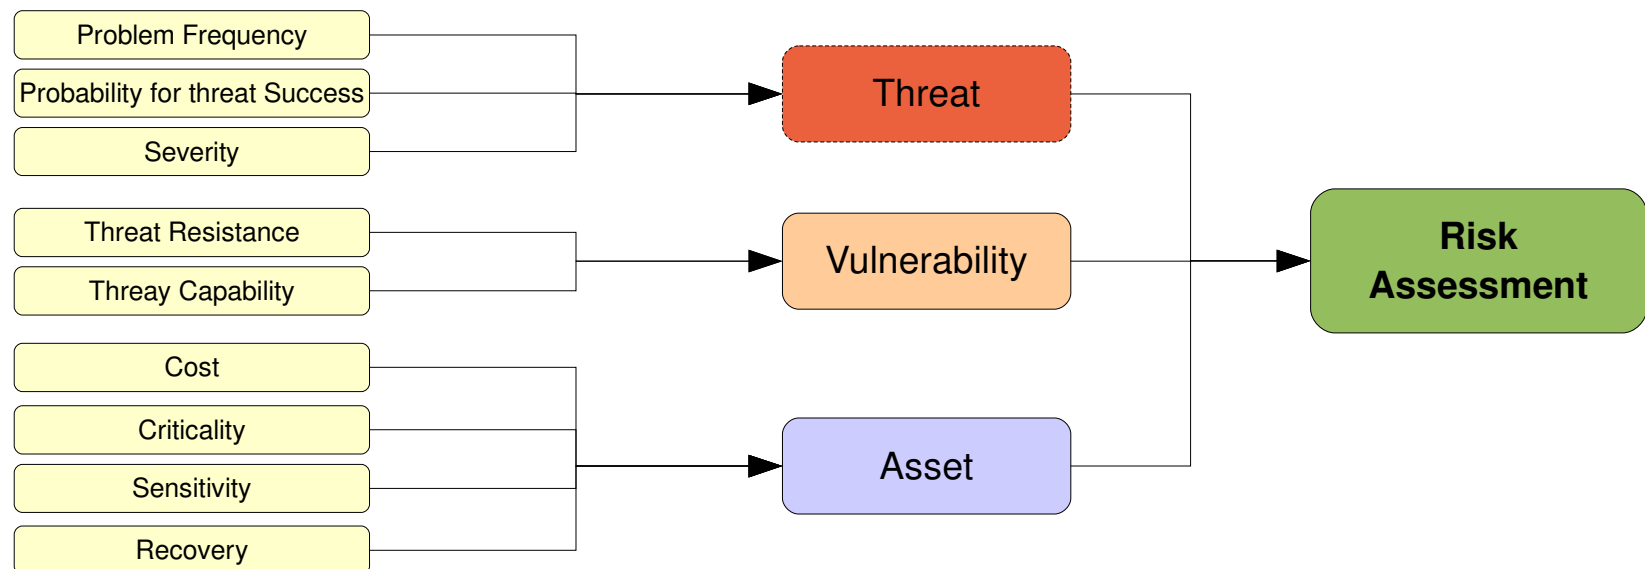 Problem Frequency
Probability for threat Success
Severity
Threat Resistance
Threay Capability
Cost
Criticality
Sensitivity
Recovery
Threat
Vulnerability
Asset
Risk
Assessment